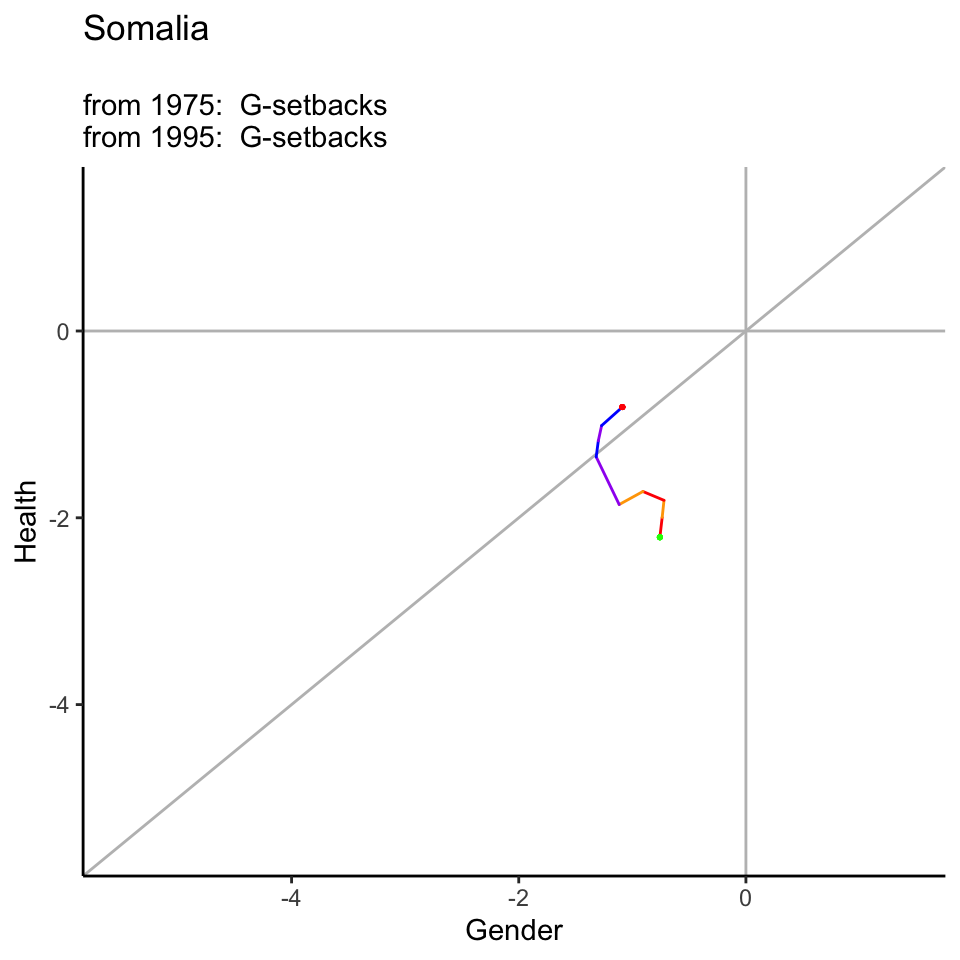 Somalia
from 1975:  G-setbacks
from 1995:  G-setbacks
0
-2
-4
Health
-4
-2
0
Gender